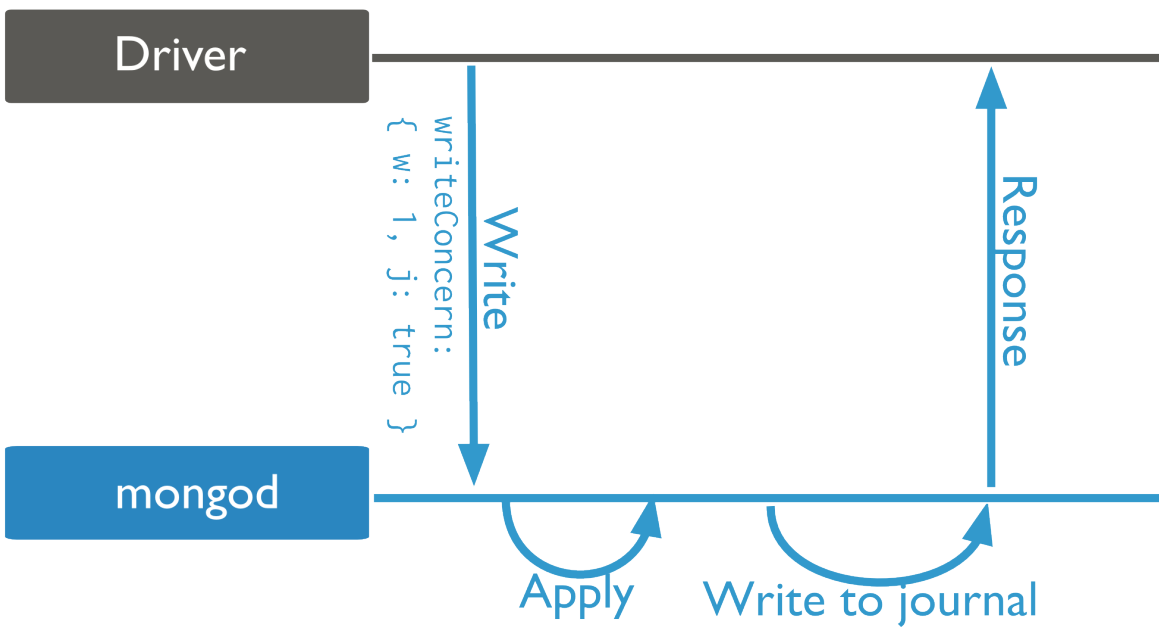 Driver
writeConcern:
{ w: 1, j: true }
Write
Response
mongod
Apply
Write to journal